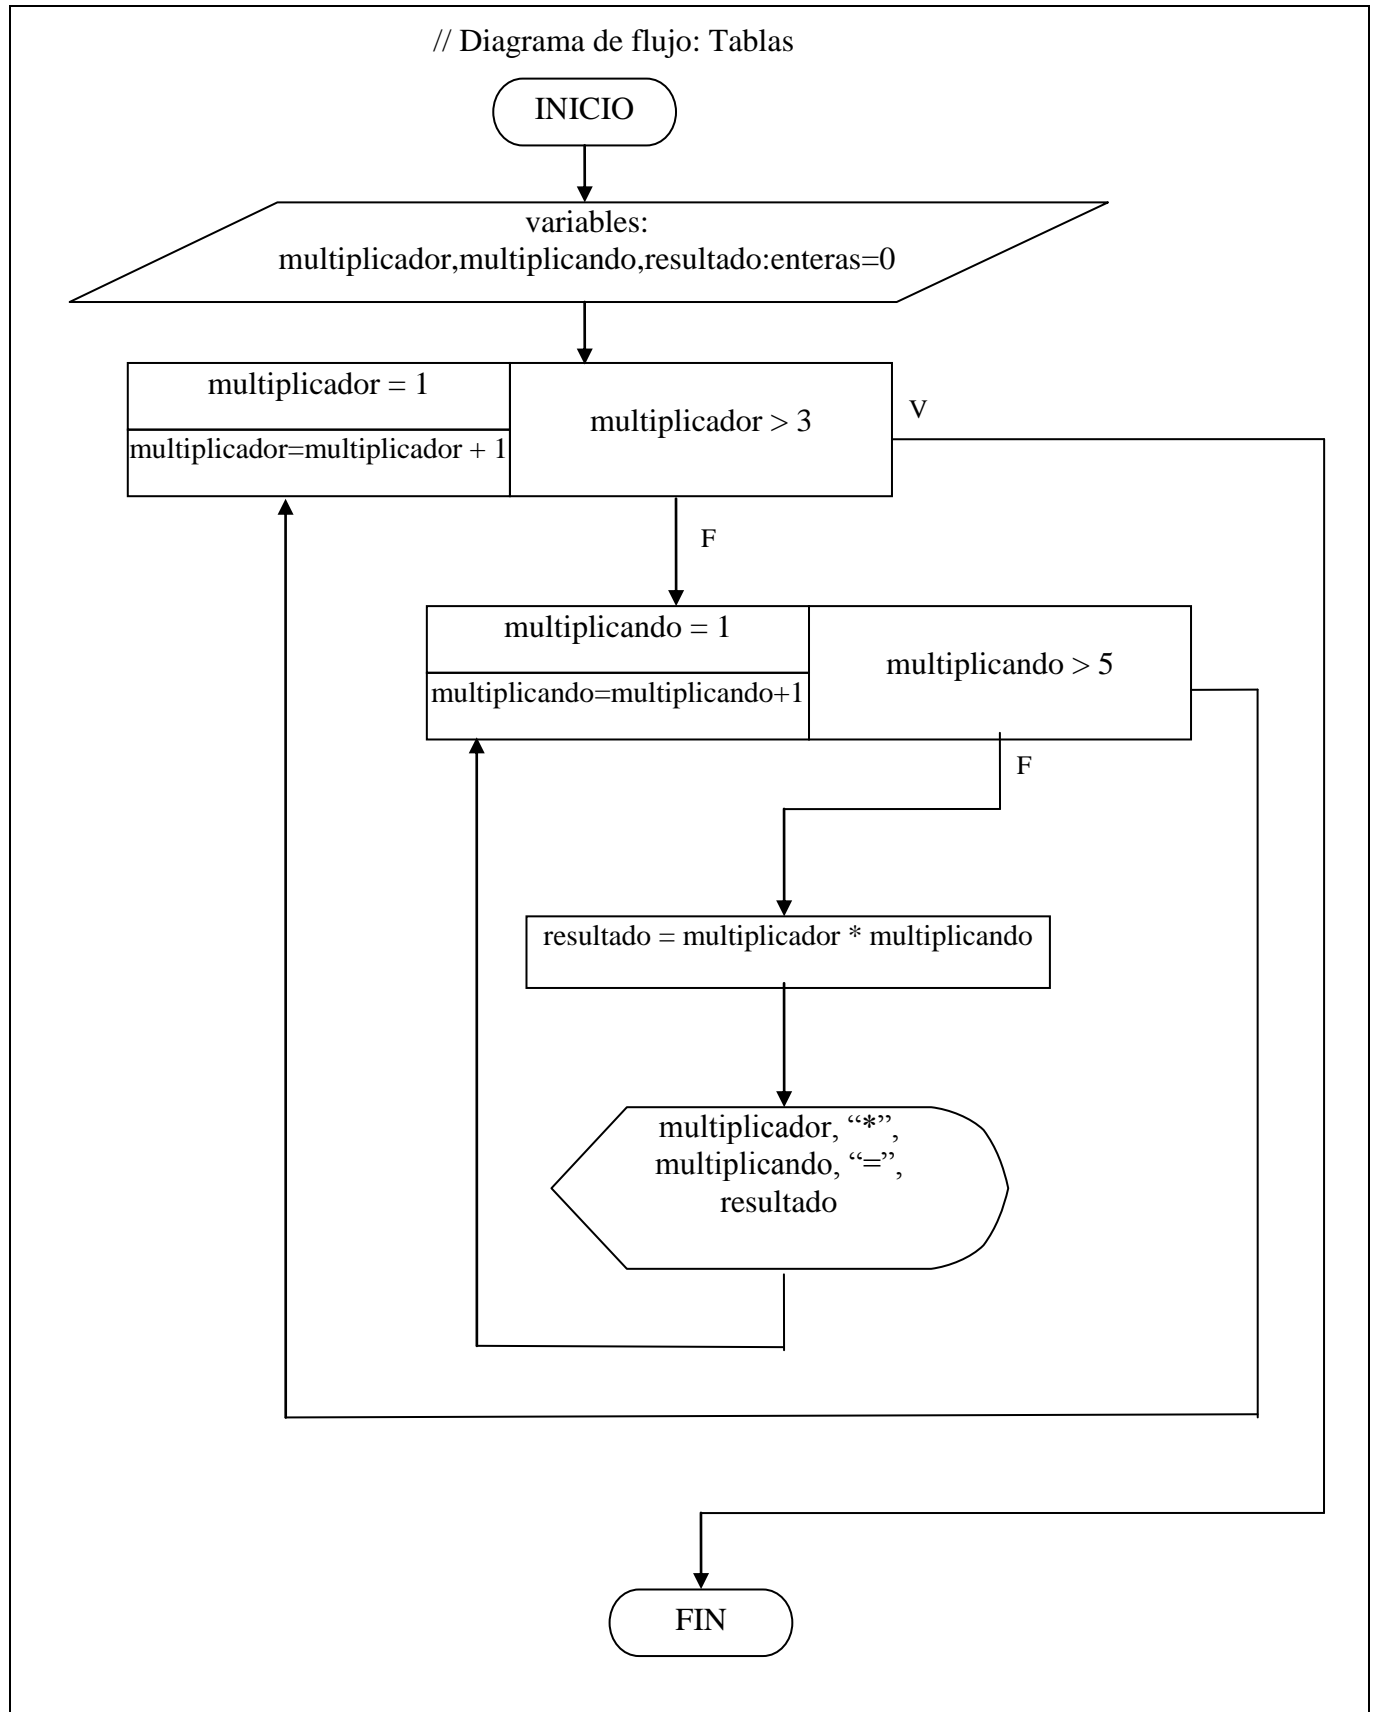 // Diagrama de flujo: Tablas
INICIO
variables:
multiplicador,multiplicando,resultado:enteras=0
multiplicador = 1
multiplicador=multiplicador + 1
multiplicador > 3
V
F
multiplicando = 1
multiplicando=multiplicando+1
multiplicando > 5
F
resultado = multiplicador * multiplicando
multiplicador, “*”,
multiplicando, “=”,
resultado
FIN